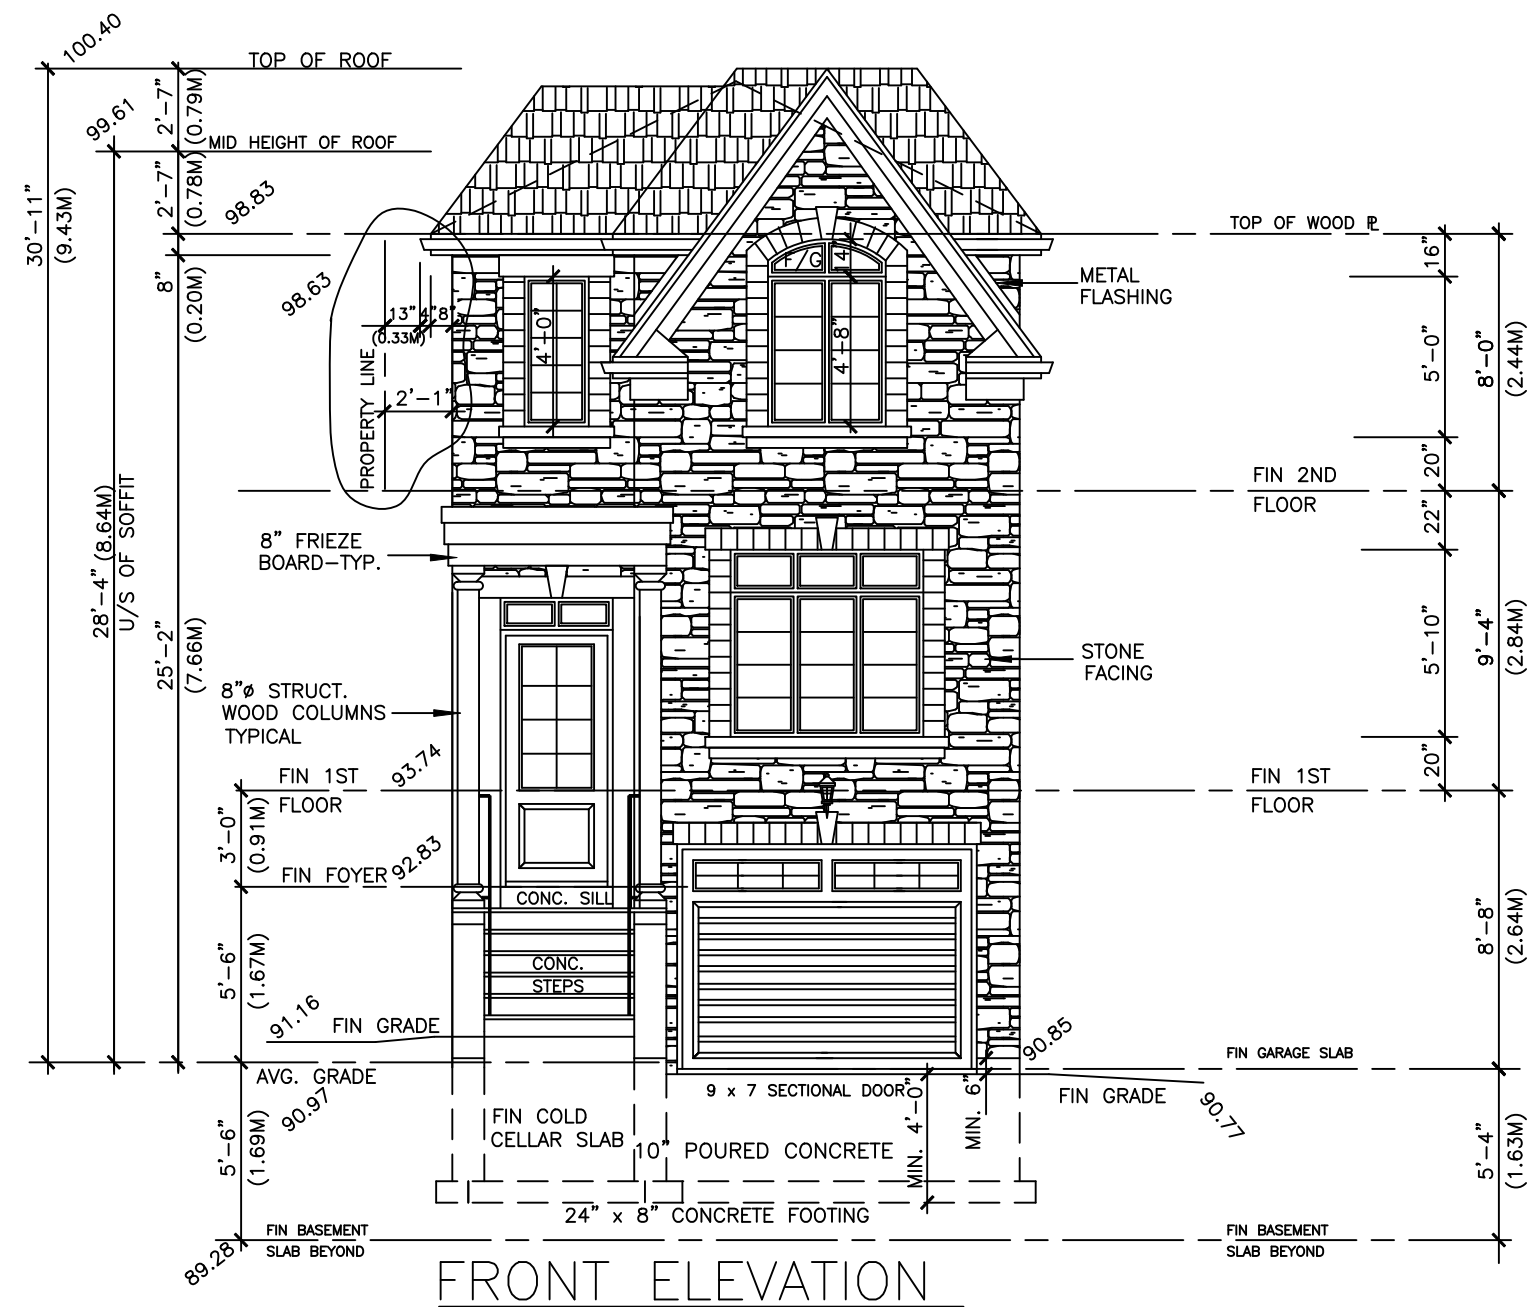 100.40
TOP OF ROOF
2'-7"
(0.79M)
99.61
MID HEIGHT OF ROOF
2'-7"
(0.78M)
98.83
30'-11"
(9.43M)
8"
(0.20M)
98.63
13" 4" 8"
(0.33M)
PROPERTY LINE
2'-1"
4'-0"
F/G
14"
4'-8"
TOP OF WOOD PL
METAL
FLASHING
16"
5'-0"
8'-0"
(2.44M)
20"
FIN 2ND
FLOOR
22"
28'-4" (8.64M)
U/S OF SOFFIT
25'-2"
(7.66M)
8" FRIEZE
BOARD-TYP.
STONE
FACING
5'-10"
9'-4"
(2.84M)
8"ø STRUCT.
WOOD COLUMNS
TYPICAL
93.74
FIN 1ST
FLOOR
FIN 1ST
FLOOR
20"
3'-0"
(0.91M)
FIN FOYER
92.83
CONC. SILL
CONC.
STEPS
5'-6"
(1.67M)
8'-8"
(2.64M)
91.16
FIN GRADE
AVG. GRADE
90.97
90.85
FIN GARAGE SLAB
9 x 7 SECTIONAL DOOR
MIN. 4'-0"
MIN. 6"
FIN GRADE
90.77
FIN COLD
CELLAR SLAB
10" POURED CONCRETE
5'-6"
(1.69M)
5'-4"
(1.63M)
24" x 8" CONCRETE FOOTING
FIN BASEMENT
SLAB BEYOND
89.28
FIN BASEMENT
SLAB BEYOND
FRONT ELEVATION